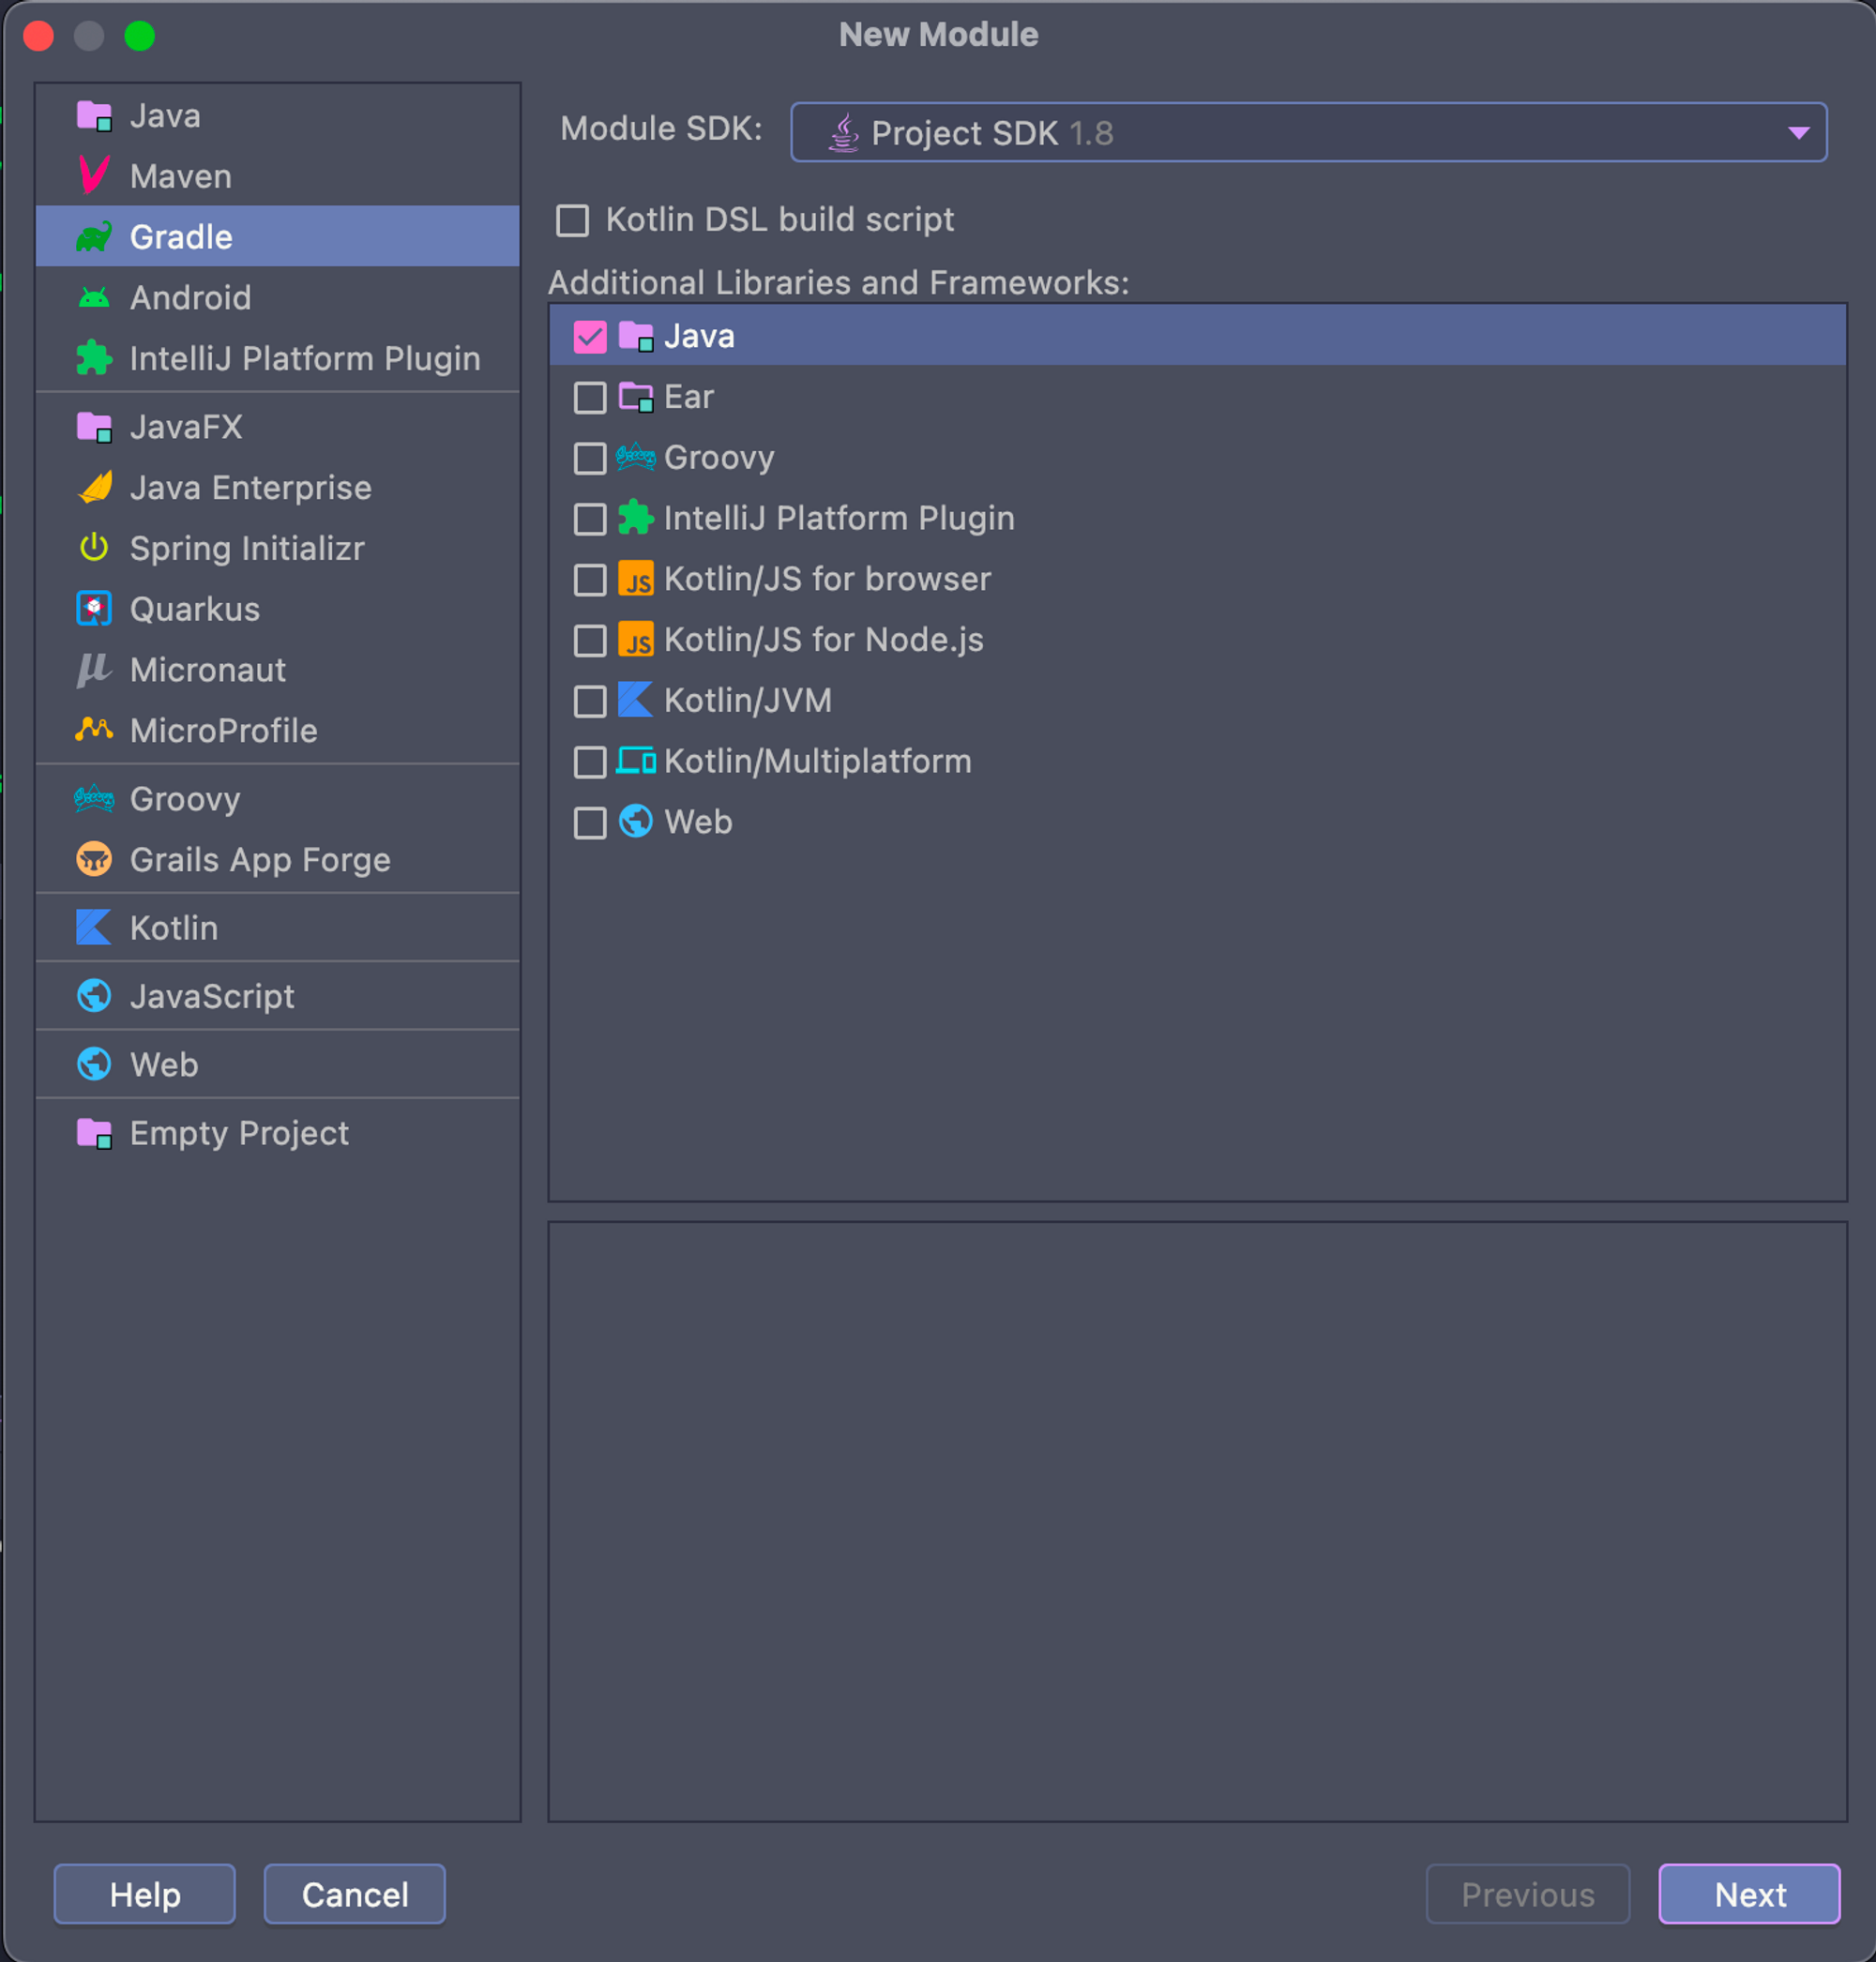 New Module
Java
Maven
Gradle
Android
IntelliJ Platform Plugin
JavaFX
Java Enterprise
Spring Initializr
Quarkus
Micronaut
MicroProfile
Groovy
Grails App Forge
Kotlin
JavaScript
Web
Empty Project
Module SDK: Project SDK 1.8
Kotlin DSL build script
Additional Libraries and Frameworks:
Java
Ear
Groovy
IntelliJ Platform Plugin
JS Kotlin/JS for browser
JS Kotlin/JS for Node.js
Kotlin/JVM
Kotlin/Multiplatform
Web
Help Cancel Previous Next